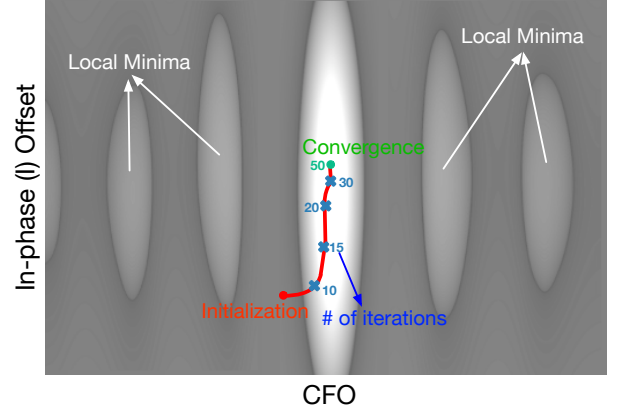 Local Minima
Local Minima
In-phase (I) Offset
Convergence
50
30
20
15
10
Initialization
# of iterations
CFO